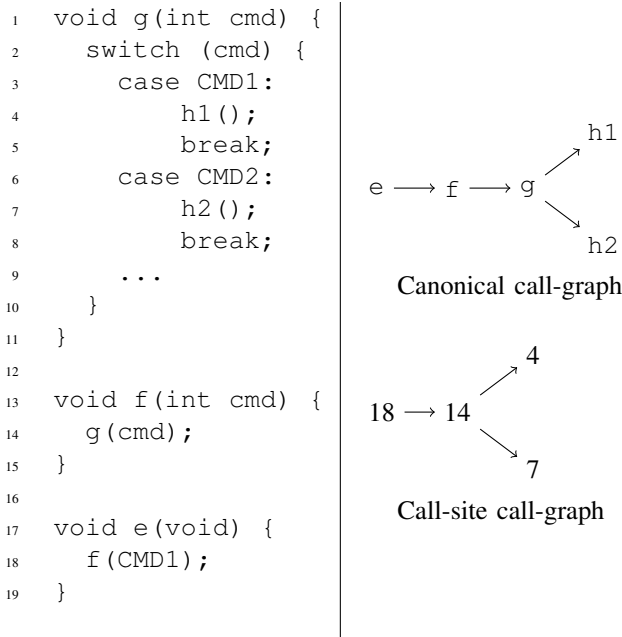 1 void g(int cmd) {
2   switch (cmd) {
3     case CMD1:
4         h1();
5         break;
6     case CMD2:
7         h2();
8         break;
9     ...
10   }
11 }
12
13 void f(int cmd) {
14   g(cmd);
15 }
16
17 void e(void) {
18   f(CMD1);
19 }
h1
e → f → g
h2
Canonical call-graph
4
18 → 14
7
Call-site call-graph